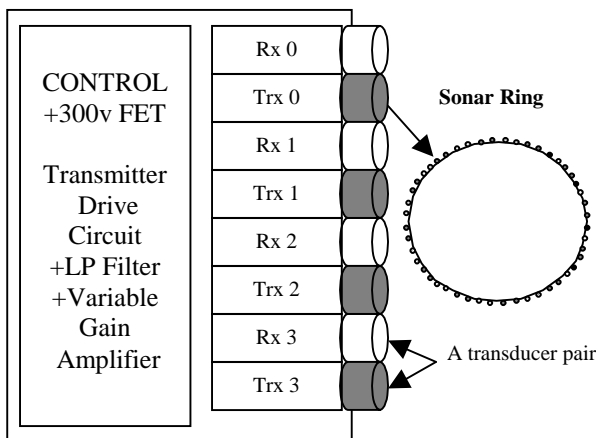 CONTROL
+300v FET
Transmitter
Drive
Circuit
+LP Filter
+Variable
Gain
Amplifier
Rx 0
Trx 0
Rx 1
Trx 1
Rx 2
Trx 2
Rx 3
Trx 3
Sonar Ring
A transducer pair